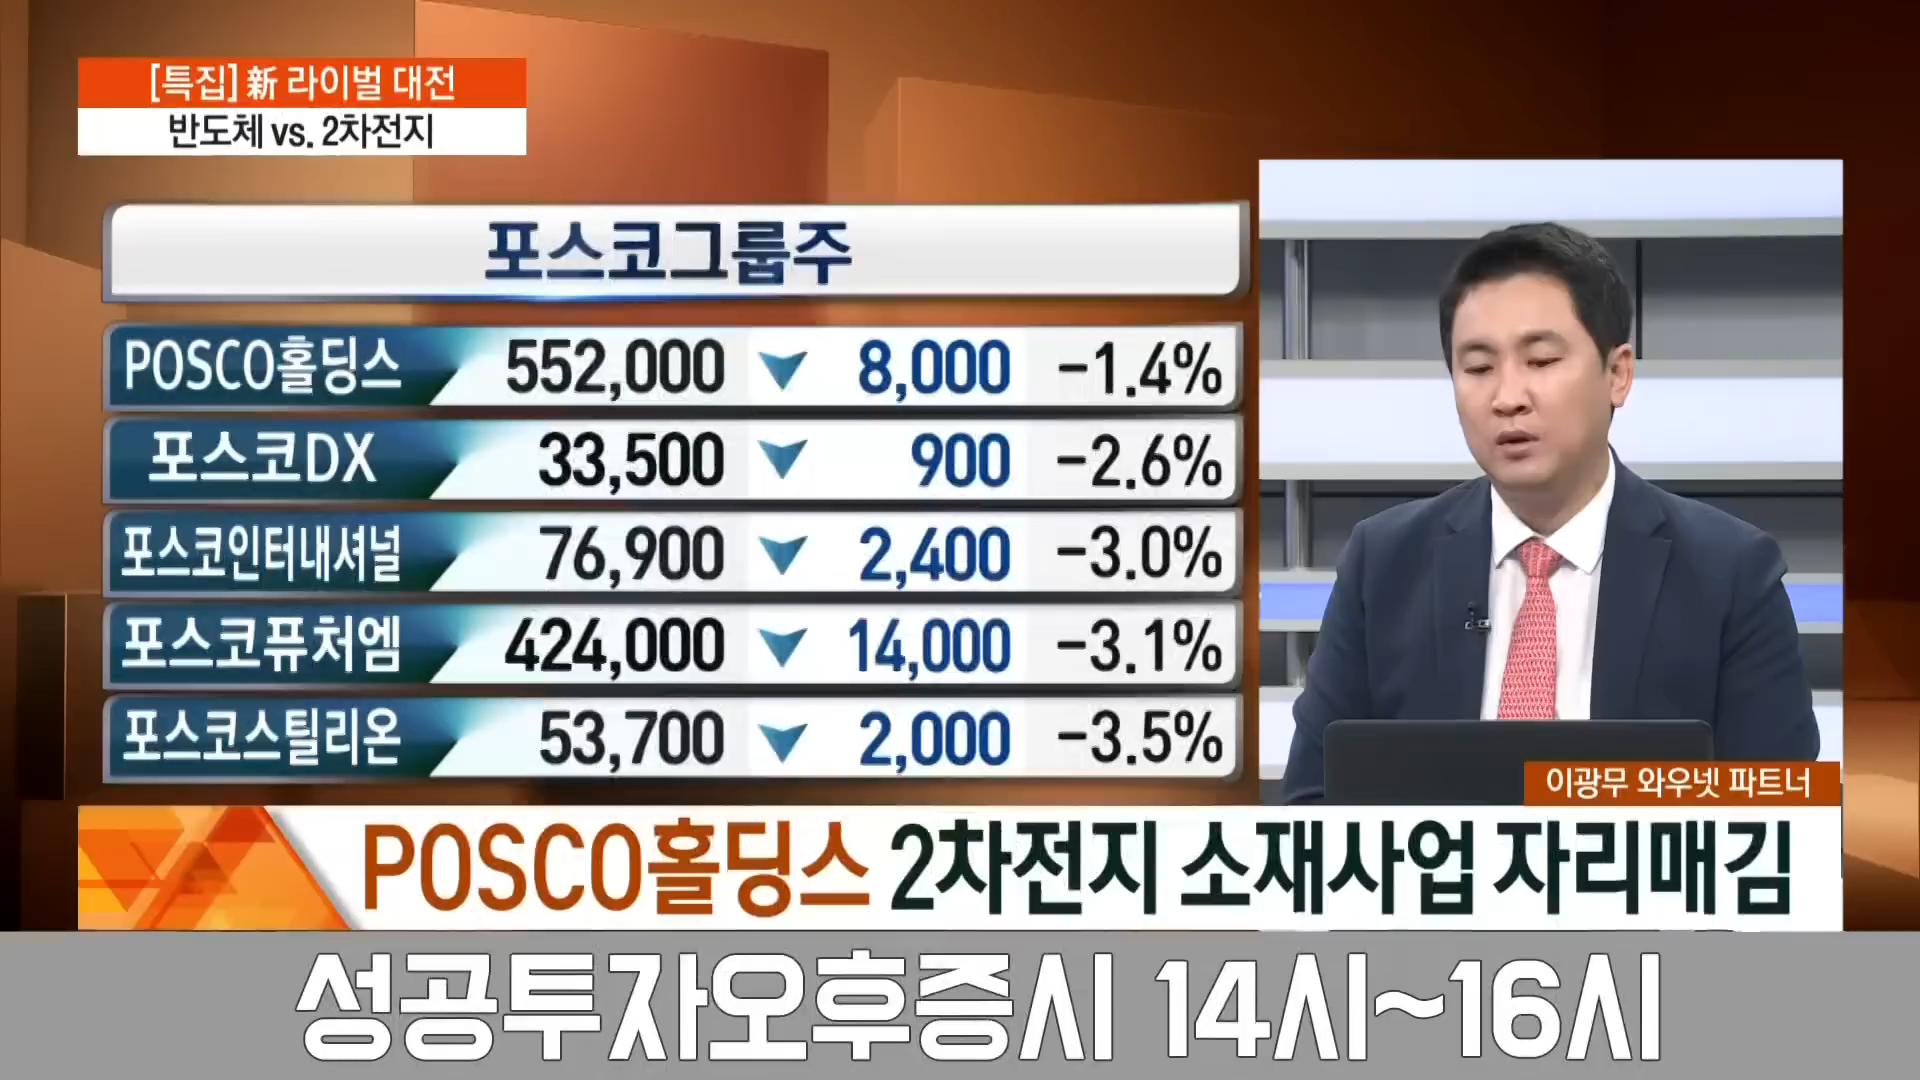 [특집] 新 라이벌 대전
반도체 vs. 2차전지
포스코그룹주
POSCO홀딩스 552,000 ▼ 8,000 -1.4%
포스코DX 33,500 ▼ 900 -2.6%
포스코인터내셔널 76,900 ▼ 2,400 -3.0%
포스코퓨처엠 424,000 ▼ 14,000 -3.1%
포스코스틸리온 53,700 ▼ 2,000 -3.5%
이광무 와우넷 파트너
POSCO홀딩스 2차전지 소재사업 자리매김
성공투자오후증시 14시~16시